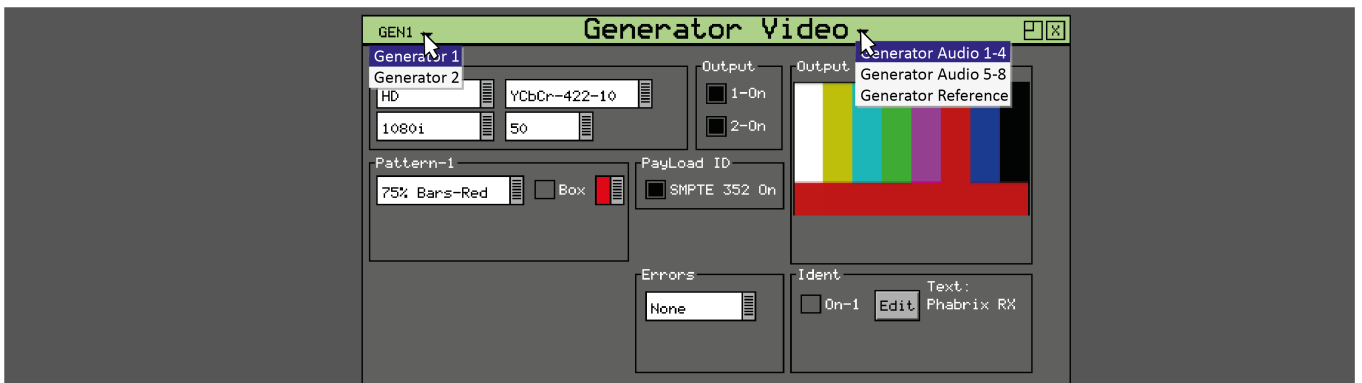 GEN1
Generator Video
Generator 1
Generator 2
Generator Audio 1-4
Generator Audio 5-8
Generator Reference
Output
Output
HD
YCbCr-422-10
1-On
1080i
50
2-On
Pattern-1
PayLoad ID
75% Bars-Red
Box
SMPTE 352 On
Errors
None
Ident
On-1
Edit
Text:
Phabrix RX